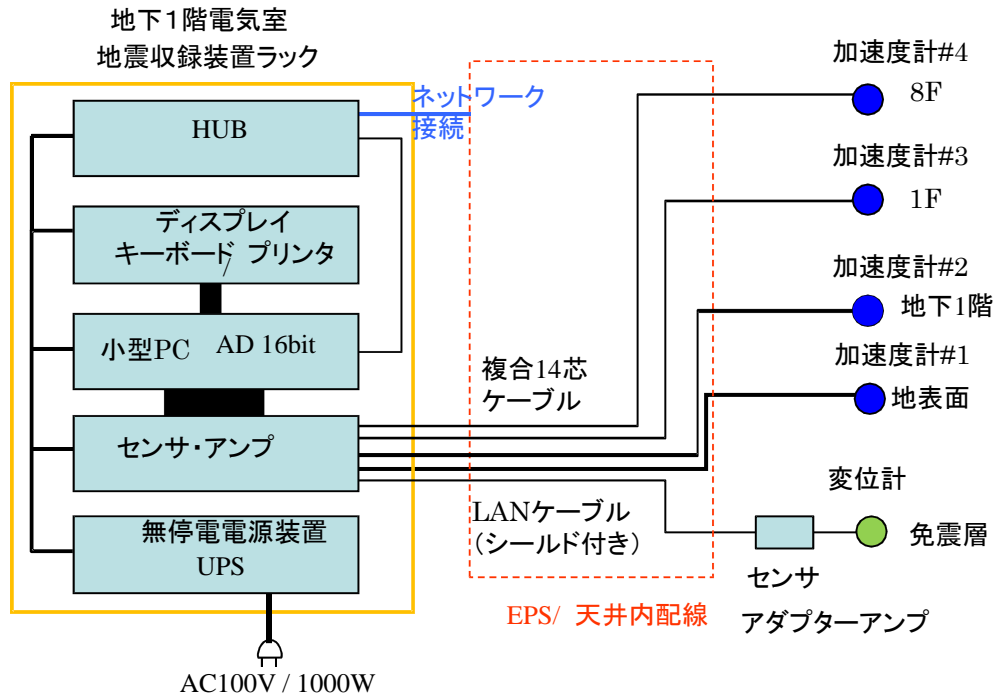 地下1階電気室
地震収録装置ラック
ネットワーク
接続
HUB
ディスプレイ
キーボード/ プリンタ
小型PC AD 16bit
センサ・アンプ
無停電電源装置
UPS
AC100V / 1000W
複合14芯
ケーブル
LANケーブル
(シールド付き)
EPS/ 天井内配線
加速度計#4
8F
加速度計#3
1F
加速度計#2
地下1階
加速度計#1
地表面
変位計
免震層
センサ
アダプターアンプ